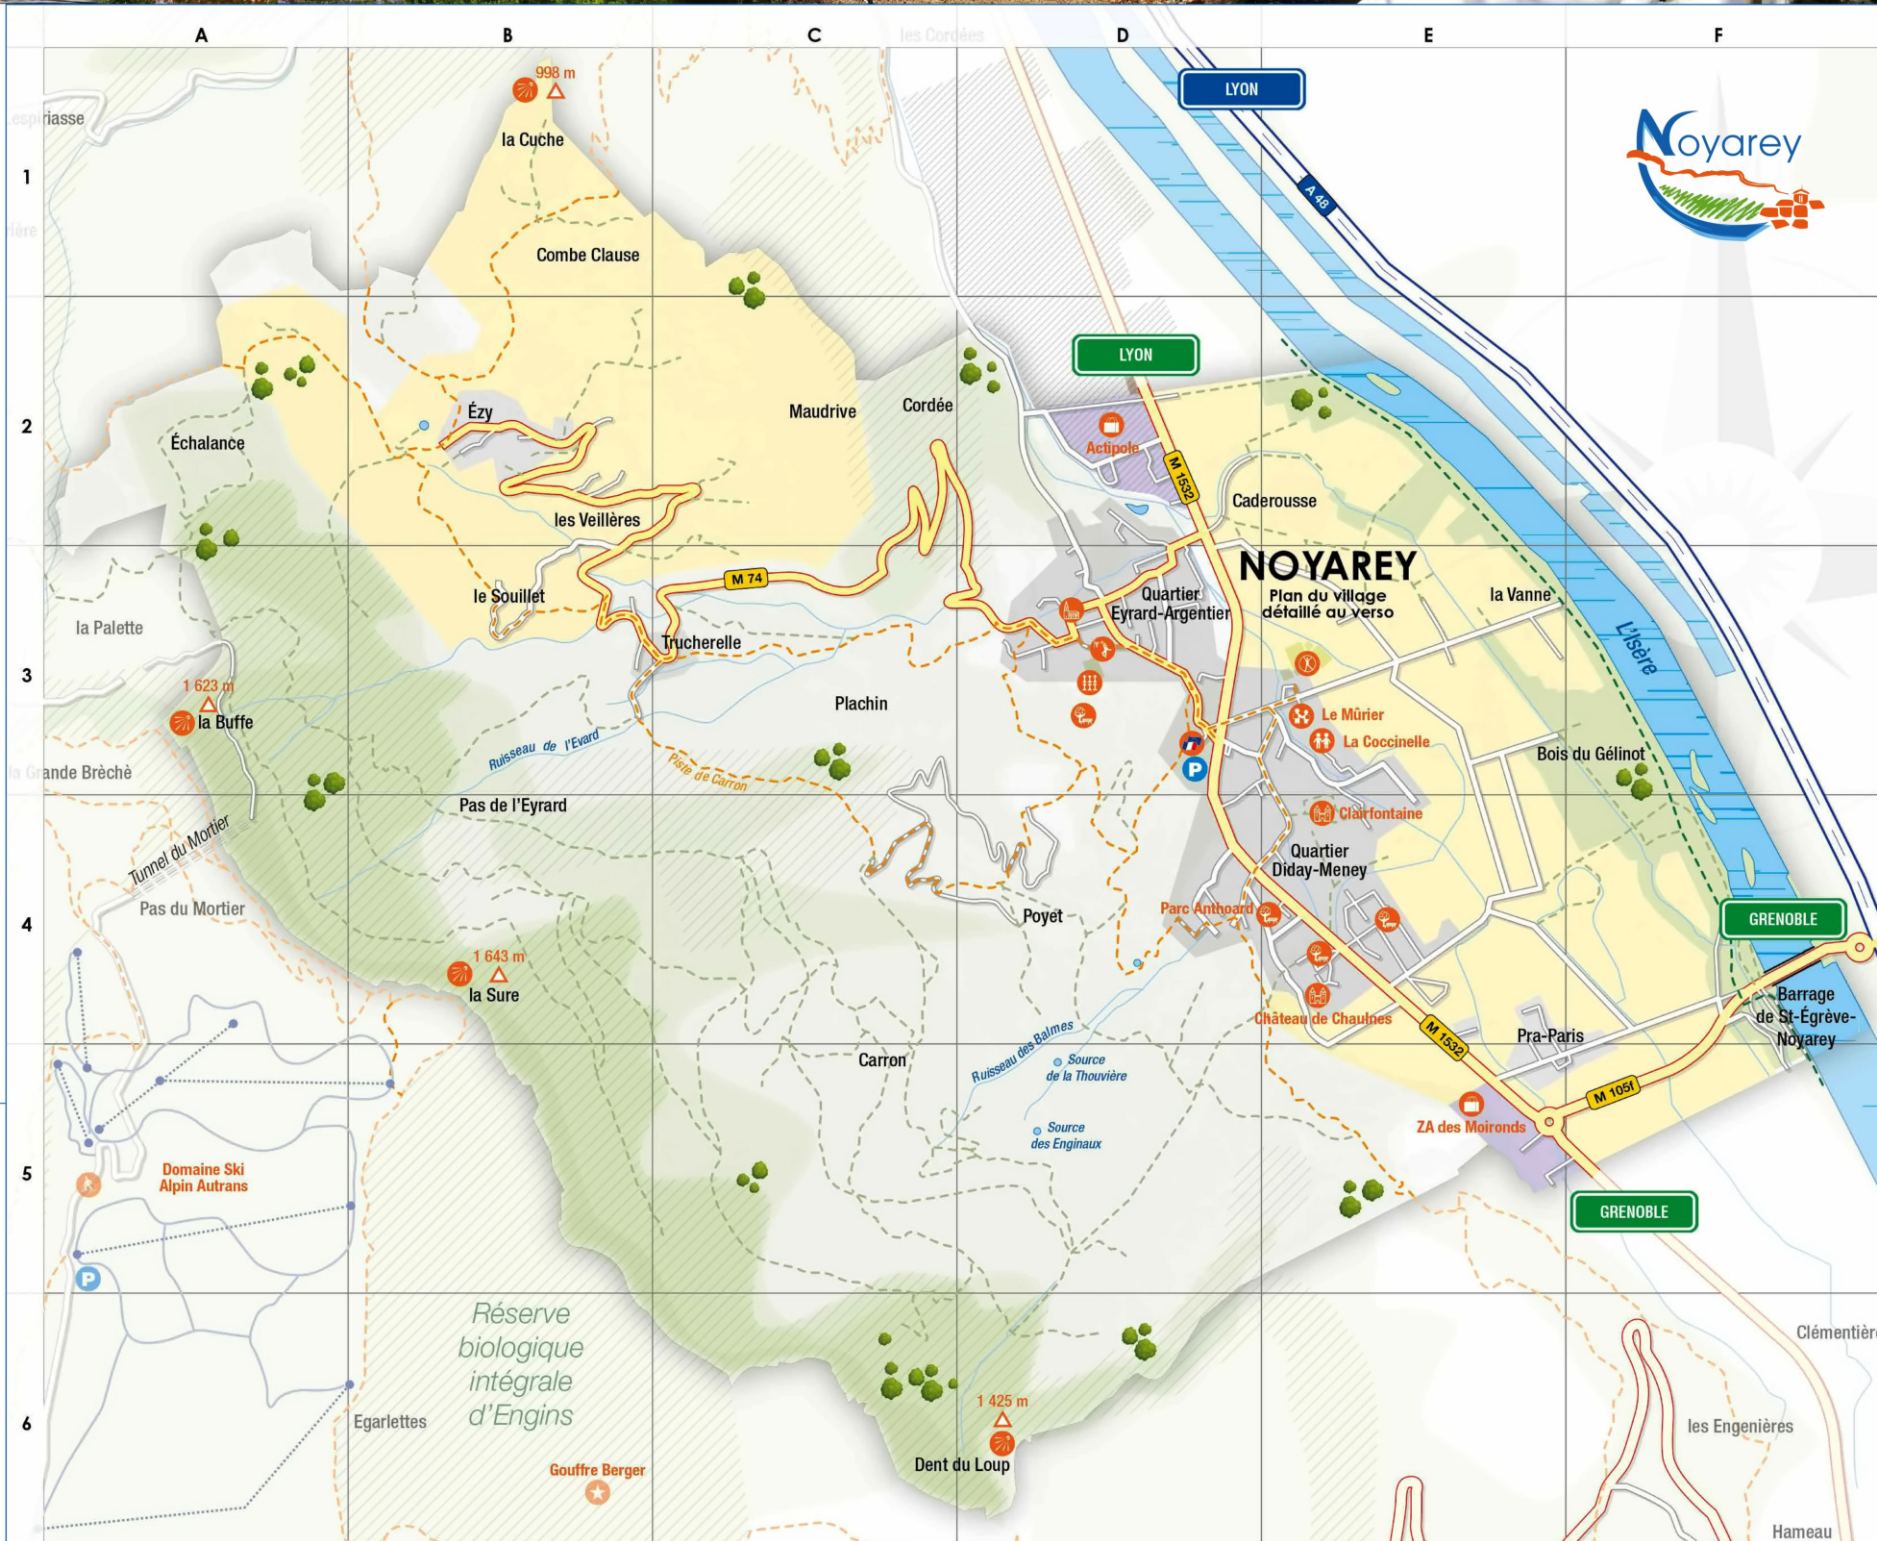 A
B
C
D
E
F
les Cordées
998 m
LYON
la Cuche
1
A 48
Noyarey
Combe Clause
LYON
2
Ézy
Maudrive
Cordée
Échalance
Actipole
M 1532
Caderousse
les Veillères
NOYAREY
Plan du village
détaillé au verso
M 74
le Souillet
Quartier
Eyrard-Argentier
la Vanne
la Palette
Trucherelle
L'Isère
3
1 623 m
la Buffe
Plachin
Le Mûrier
La Coccinelle
Ruisseau de l'Evard
Bois du Gélinot
la Grande Brèchè
Piste de Carron
P
Pas de l'Eyrard
Clairfontaine
Tunnel du Mortier
Quartier
Diday-Meney
Pas du Mortier
Poyet
Parc Anthoard
GRENOBLE
4
1 643 m
la Sure
Château de Chaulnes
Barrage
de St-Égrève-
Noyarey
M 1532
Pra-Paris
Carron
Ruisseau des Balmes
Source
de la Thouvière
M 105f
ZA des Moironds
Source
des Enginaux
5
Domaine Ski
Alpin Autrans
GRENOBLE
P
Réserve
biologique
intégrale
d'Engins
Clémentière
6
Egarlettes
1 425 m
les Engenières
Dent du Loup
Gouffre Berger
Hameau